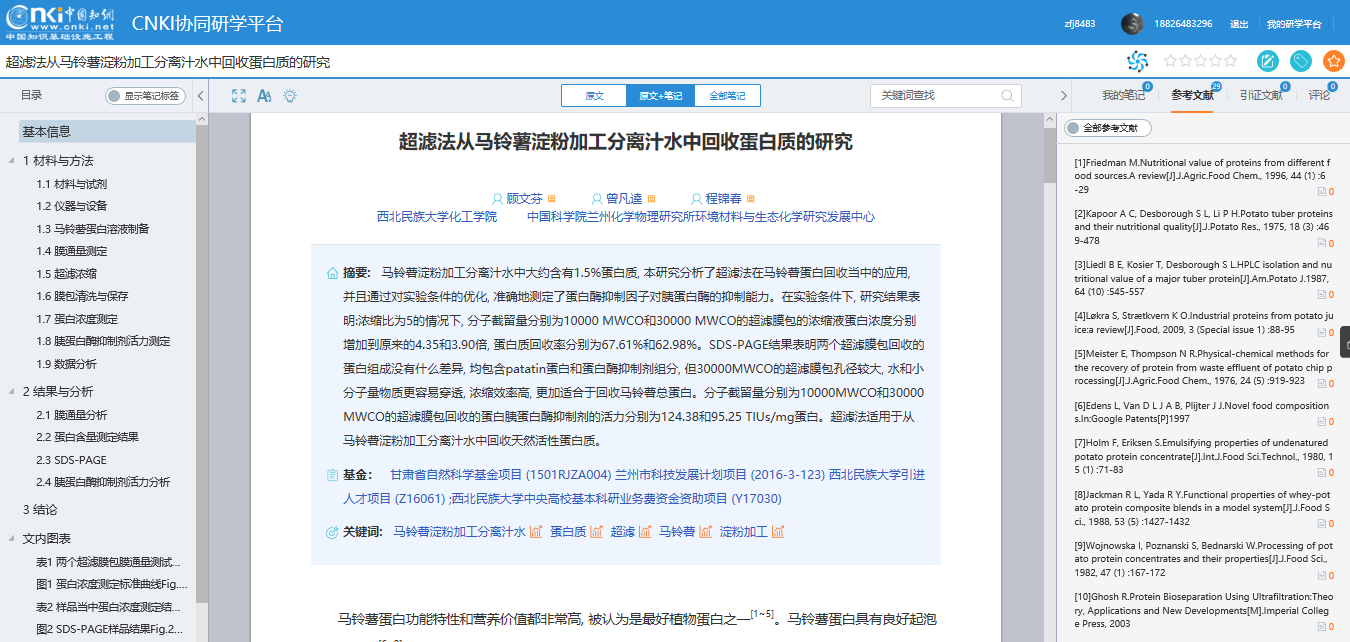 Cnki中国知网
www.cnki.net
中国知识基础设施工程
CNKI协同研学平台
zfj8483
18826483296
退出
我的研学平台
超滤法从马铃薯淀粉加工分离汁水中回收蛋白质的研究
目录
显示笔记标签
原文
原文+笔记
全部笔记
关键词查找
我的笔记
0
参考文献
29
引证文献
0
评论
0
基本信息
1 材料与方法
1.1 材料与试剂
1.2 仪器与设备
1.3 马铃薯蛋白溶液制备
1.4 膜通量测定
1.5 超滤浓缩
1.6 膜包清洗与保存
1.7 蛋白浓度测定
1.8 胰蛋白酶抑制剂活力测定
1.9 数据分析
2 结果与分析
2.1 膜通量分析
2.2 蛋白含量测定结果
2.3 SDS-PAGE
2.4 胰蛋白酶抑制剂活力分析
3 结论
文内图表
表1 两个超滤膜包膜通量测试...
图1 蛋白浓度测定标准曲线Fig....
表2 样品当中蛋白浓度测定结...
图2 SDS-PAGE样品结果Fig.2...
超滤法从马铃薯淀粉加工分离汁水中回收蛋白质的研究
顾文芬 曾凡逵 程锦春
西北民族大学化工学院 中国科学院兰州化学物理研究所环境材料与生态化学研究发展中心
摘要: 马铃薯淀粉加工分离汁水中大约含有1.5%蛋白质, 本研究分析了超滤法在马铃薯蛋白回收当中的应用,
并且通过对实验条件的优化, 准确地测定了蛋白酶抑制因子对胰蛋白酶的抑制能力。在实验条件下, 研究结果表
明:浓缩比为5的情况下, 分子截留量分别为10000 MWCO和30000 MWCO的超滤膜包的浓缩液蛋白浓度分别
增加到原来的4.35和3.90倍, 蛋白质回收率分别为67.61%和62.98%。SDS-PAGE结果表明两个超滤膜包回收的
蛋白组成没有什么差异, 均包含patatin蛋白和蛋白酶抑制剂组分, 但30000MWCO的超滤膜包孔径较大, 水和小
分子量物质更容易穿透, 浓缩效率高, 更加适合于回收马铃薯总蛋白。分子截留量分别为10000MWCO和30000
MWCO的超滤膜包回收的蛋白胰蛋白酶抑制剂的活力分别为124.38和95.25 TIUs/mg蛋白。超滤法适用于从
马铃薯淀粉加工分离汁水中回收天然活性蛋白质。
基金: 甘肃省自然科学基金项目 (1501RJZA004) 兰州市科技发展计划项目 (2016-3-123) 西北民族大学引进
人才项目 (Z16061) ;西北民族大学中央高校基本科研业务费资金资助项目 (Y17030)
关键词: 马铃薯淀粉加工分离汁水 蛋白质 超滤 马铃薯 淀粉加工
马铃薯蛋白功能特性和营养价值都非常高, 被认为是最好植物蛋白之一[1~5]。马铃薯蛋白具有良好起泡
全部参考文献
[1]Friedman M.Nutritional value of proteins from different f
ood sources.A review[J].J.Agric.Food Chem., 1996, 44 (1) :6
-29
0
[2]Kapoor A C, Desborough S L, Li P H.Potato tuber proteins
and their nutritional quality[J].J.Potato Res., 1975, 18 (3) :46
9-478
0
[3]Liedl B E, Kosier T, Desborough S L.HPLC isolation and nu
tritional value of a major tuber protein[J].Am.Potato J.1987,
64 (10) :545-557
0
[4]Løkra S, Strætkvern K O.Industrial proteins from potato ju
ice:a review[J].Food, 2009, 3 (Special issue 1) :88-95
0
[5]Meister E, Thompson N R.Physical-chemical methods for
the recovery of protein from waste effluent of potato chip p
rocessing[J].J.Agric.Food Chem., 1976, 24 (5) :919-923
0
[6]Edens L, Van D L J A B, Plijter J J.Novel food composition
s.In:Google Patents[P]1997
0
[7]Holm F, Eriksen S.Emulsifying properties of undenatured
potato protein concentrate[J].Int.J.Food Sci.Technol., 1980, 1
5 (1) :71-83
0
[8]Jackman R L, Yada R Y.Functional properties of whey-pot
ato protein composite blends in a model system[J].J.Food S
ci., 1988, 53 (5) :1427-1432
0
[9]Wojnowska I, Poznanski S, Bednarski W.Processing of pot
ato protein concentrates and their properties[J].J.Food Sci.,
1982, 47 (1) :167-172
0
[10]Ghosh R.Protein Bioseparation Using Ultrafiltration:Theo
ry, Applications and New Developments[M].Imperial Colleg
e Press, 2003
0